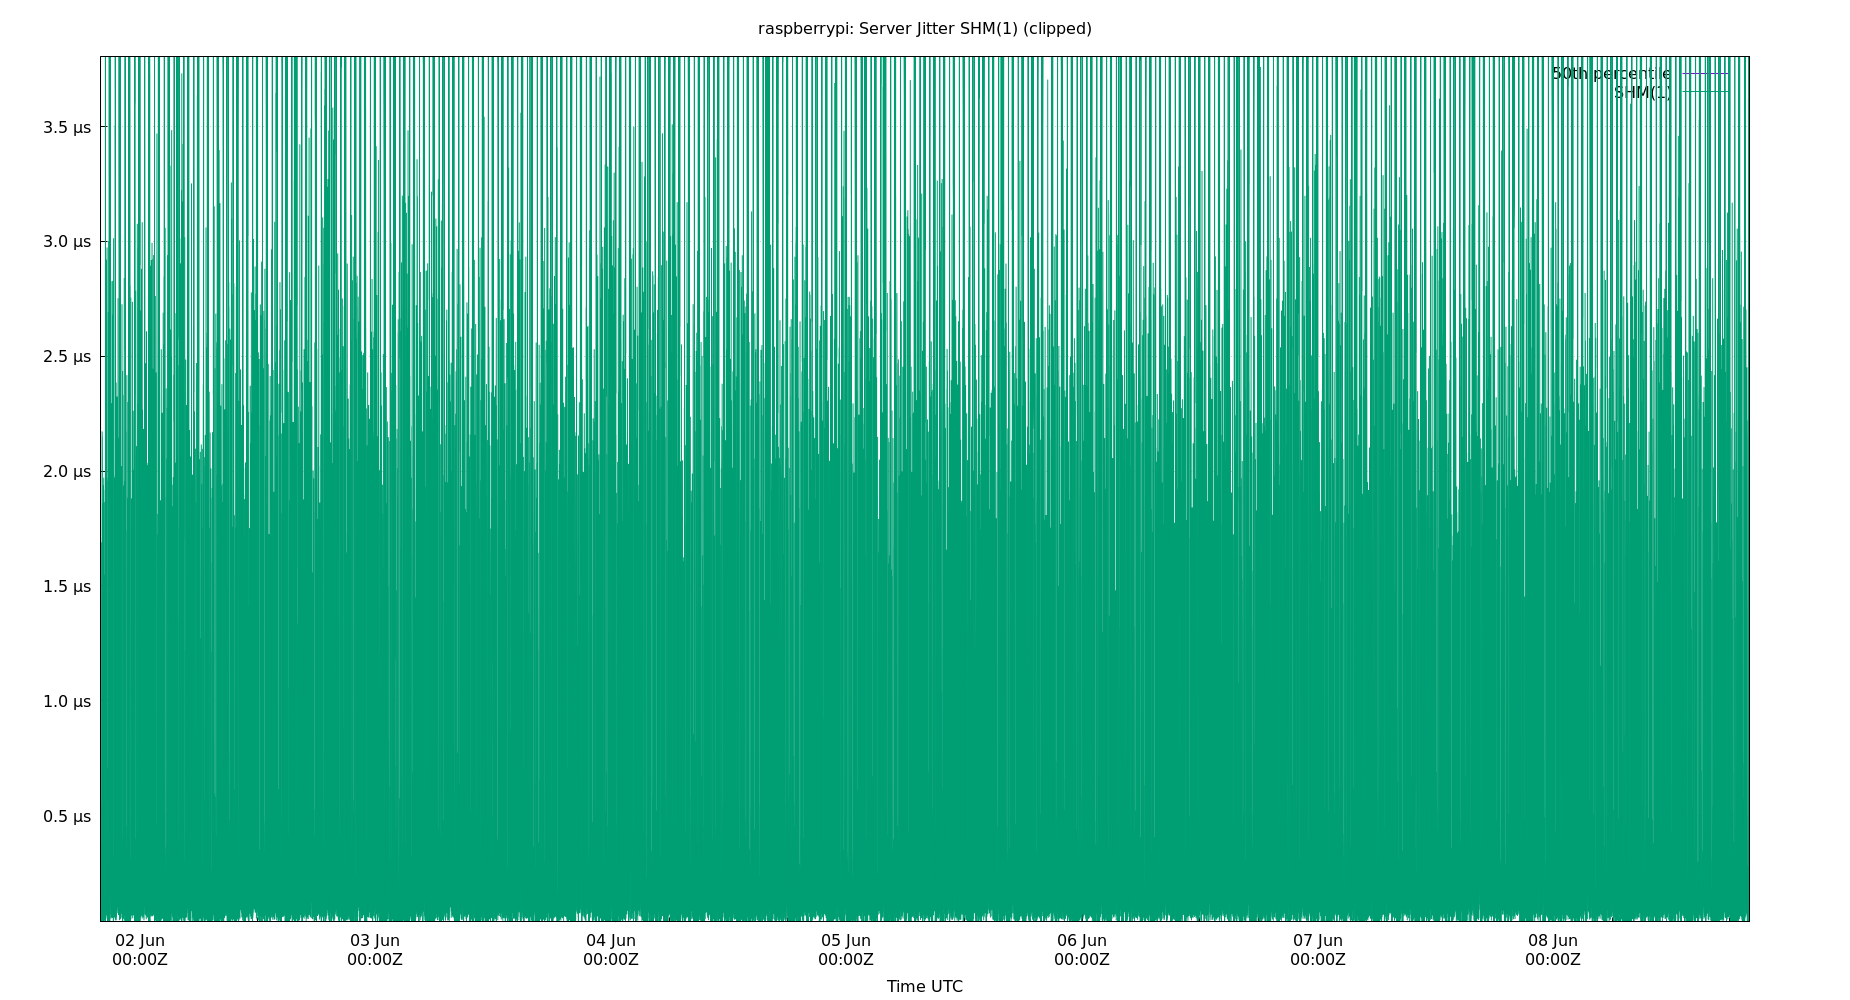 raspberrypi: Server Jitter SHM(1) (clipped)
50th percentile
SHM(1)
3.5 µs
3.0 µs
2.5 µs
2.0 µs
1.5 µs
1.0 µs
0.5 µs
02 Jun 03 Jun 04 Jun 05 Jun 06 Jun 07 Jun 08 Jun
00:00Z 00:00Z 00:00Z 00:00Z 00:00Z 00:00Z 00:00Z
Time UTC